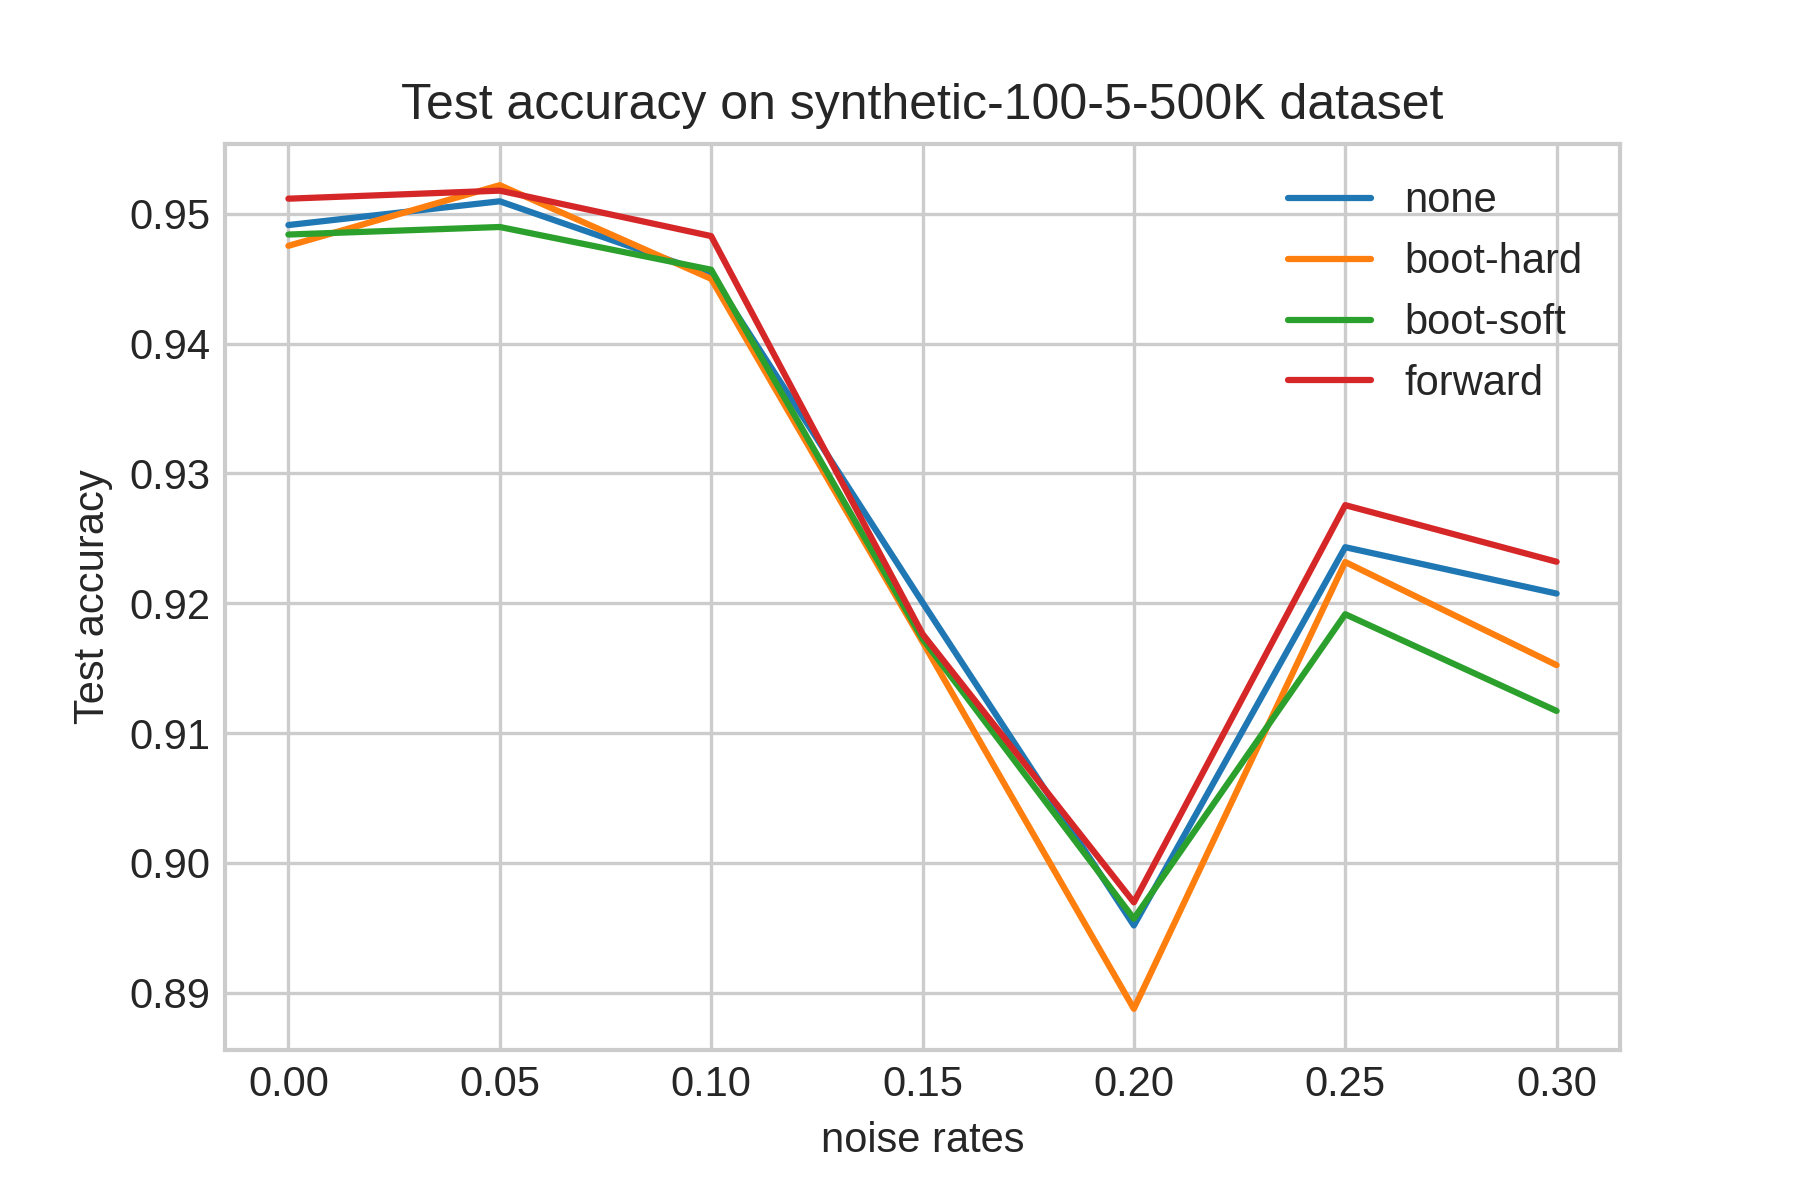 Test accuracy on synthetic-100-5-500K dataset
none
boot-hard
boot-soft
forward
Test accuracy
0.95
0.94
0.93
0.92
0.91
0.90
0.89
0.00 0.05 0.10 0.15 0.20 0.25 0.30
noise rates